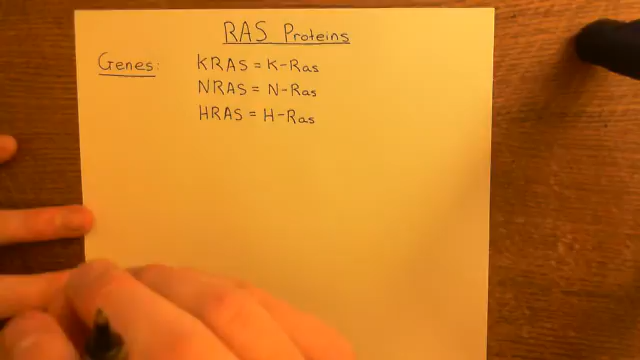 RAS Proteins
Genes: KRAS = K-Ras
NRAS = N-Ras
HRAS = H-Ras